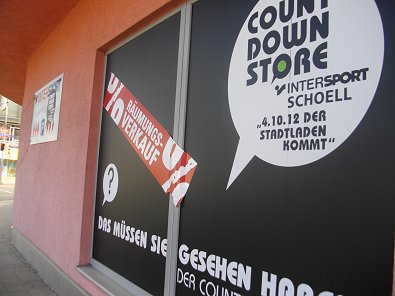 COUNT
DOWN
STORE
INTERSPORT
SCHOELL
„4.10.12 DER
STADTLADEN
KOMMT“
%
RÄUMUNGS-
VERKAUF
%
?
DAS MÜSSEN SIE GESEHEN HABEN
DER COUNT